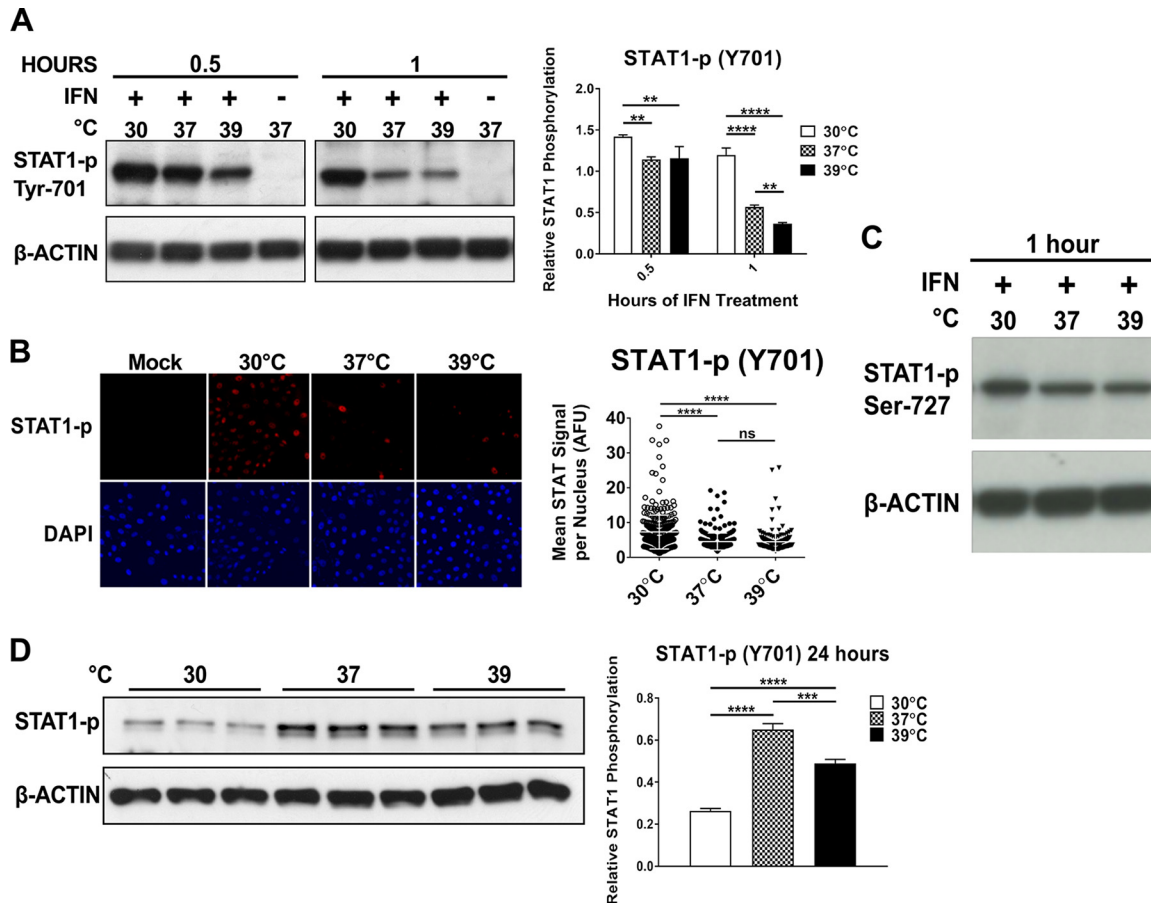 A
HOURS 0.5 1
IFN + + + - + + + -
°C 30 37 39 37 30 37 39 37
STAT1-p
Tyr-701
β-ACTIN
STAT1-p (Y701)
Relative STAT1 Phosphorylation
2.0
1.5
1.0
0.5
0.0
** **
**** **** **
0.5 1
Hours of IFN Treatment
30°C
37°C
39°C
B
Mock 30°C 37°C 39°C
STAT1-p
DAPI
STAT1-p (Y701)
Mean STAT Signal
per Nucleus (AFU)
40
30
20
10
0
****
****
ns
30°C 37°C 39°C
C
1 hour
IFN + + +
°C 30 37 39
STAT1-p
Ser-727
β-ACTIN
D
°C 30 37 39
STAT1-p
β-ACTIN
STAT1-p (Y701) 24 hours
Relative STAT1 Phosphorylation
0.8
0.6
0.4
0.2
0.0
****
**** ***
30°C
37°C
39°C